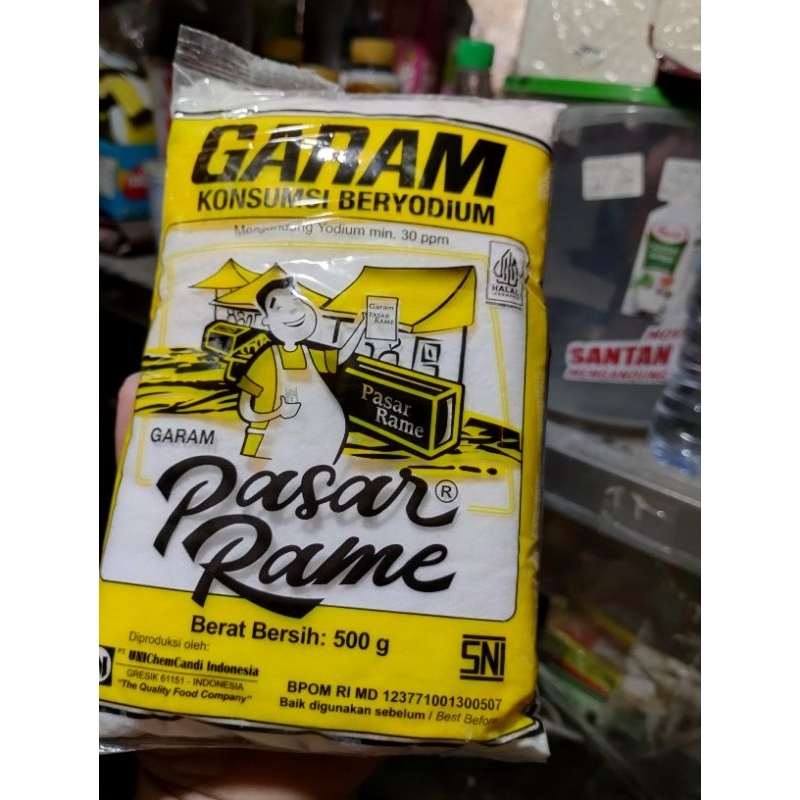 GARAM
KONSUMSI BERYODIUM
Mengandung Yodium min. 30 ppm
HALAL
Garam
PASAR
RAME
Pasar
Rame
GARAM
Pasar®
Rame
Berat Bersih: 500 g
Diproduksi oleh:
PT UNIChemCandi Indonesia
GRESIK 61151 - INDONESIA
"The Quality Food Company"
SNI
BPOM RI MD 123771001300507
Baik digunakan sebelum / Best Before
SANTAN